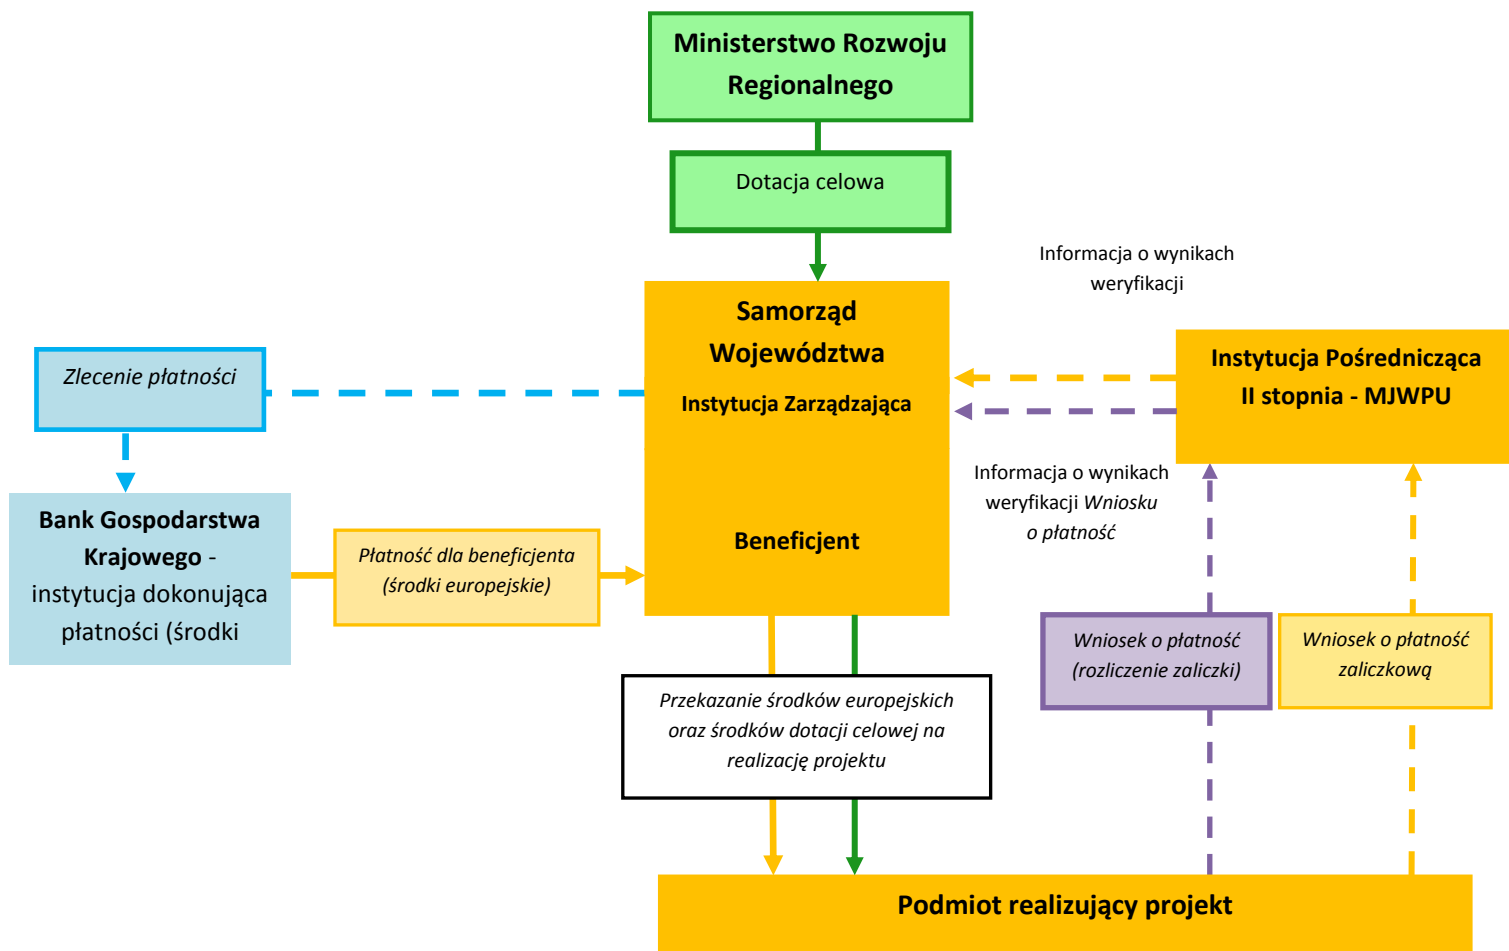 Ministerstwo Rozwoju
Regionalnego
Dotacja celowa
Informacja o wynikach
weryfikacji
Samorząd
Województwa
Instytucja Zarządzająca
Zlecenie płatności
Instytucja Pośrednicząca
II stopnia - MJWPU
Informacja o wynikach
weryfikacji Wniosku
o płatność
Bank Gospodarstwa
Krajowego -
instytucja dokonująca
płatności (środki
Płatność dla beneficjenta
(środki europejskie)
Beneficjent
Wniosek o płatność
(rozliczenie zaliczki)
Wniosek o płatność
zaliczkową
Przekazanie środków europejskich
oraz środków dotacji celowej na
realizację projektu
Podmiot realizujący projekt